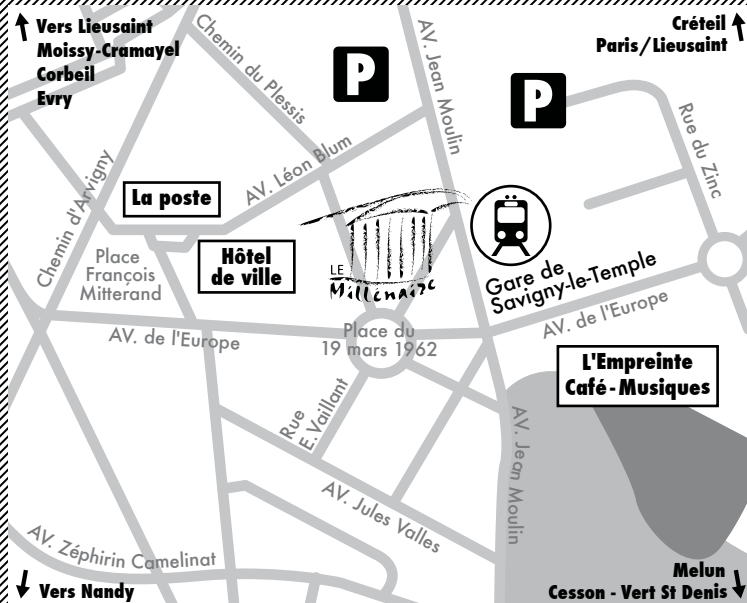 Vers Lieusaint
Moissy-Cramayel
Corbeil
Evry
Créteil
Paris/Lieusaint
P
P
Chemin du Plessis
AV. Jean Moulin
Rue du Zinc
AV. Léon Blum
Chemin d'Arvigny
La poste
Place
François
Mitterand
Hôtel
de ville
LE
Millénaire
Gare de
Savigny-le-Temple
AV. de l'Europe
AV. de l'Europe
Place du
19 mars 1962
L'Empreinte
Café-Musiques
Rue
E.Vaillant
AV. Jean Moulin
AV. Jules Valles
AV. Zéphirin Camelinat
Vers Nandy
Melun
Cesson - Vert St Denis